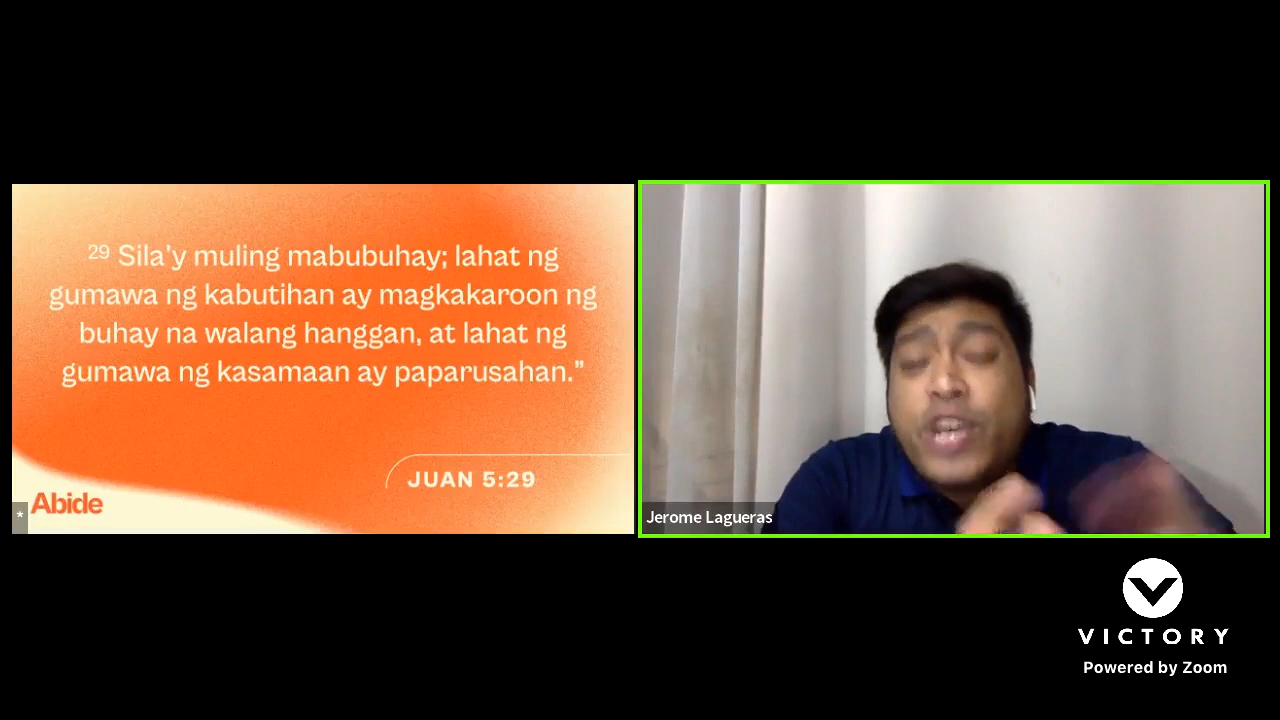 29 Sila'y muling mabubuhay; lahat ng
gumawa ng kabutihan ay magkakaroon ng
buhay na walang hanggan, at lahat ng
gumawa ng kasamaan ay paparusahan."
JUAN 5:29
Abide
*
Jerome Lagueras
VICTORY
Powered by Zoom